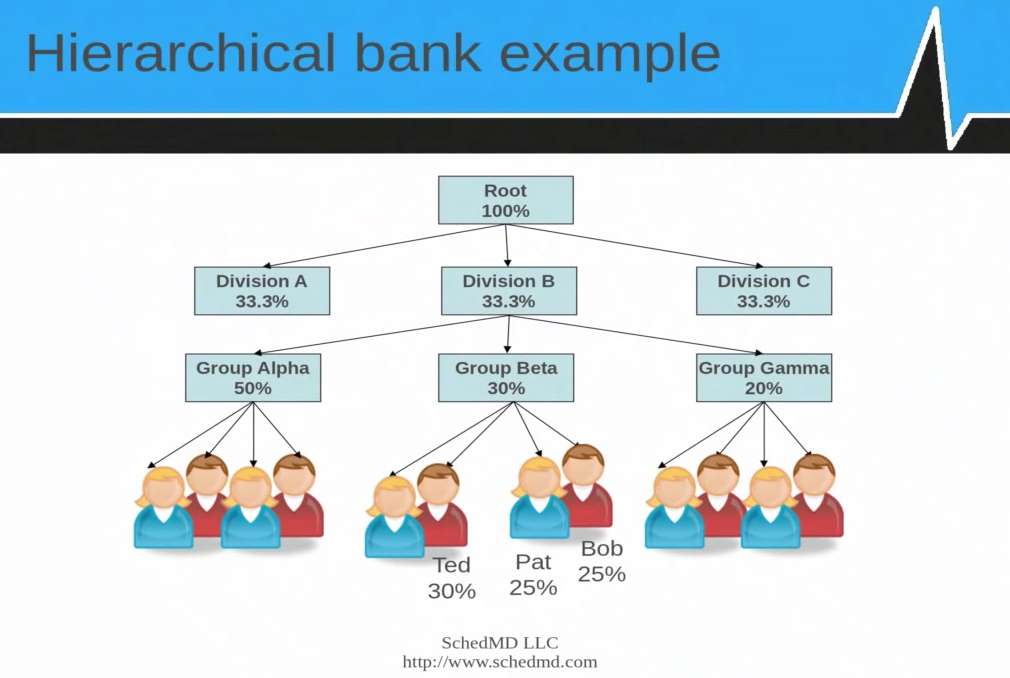 Hierarchical bank example
Root
100%
Division A
33.3%
Division B
33.3%
Division C
33.3%
Group Alpha
50%
Group Beta
30%
Group Gamma
20%
Ted
30%
Pat
25%
Bob
25%
SchedMD LLC
http://www.schedmd.com